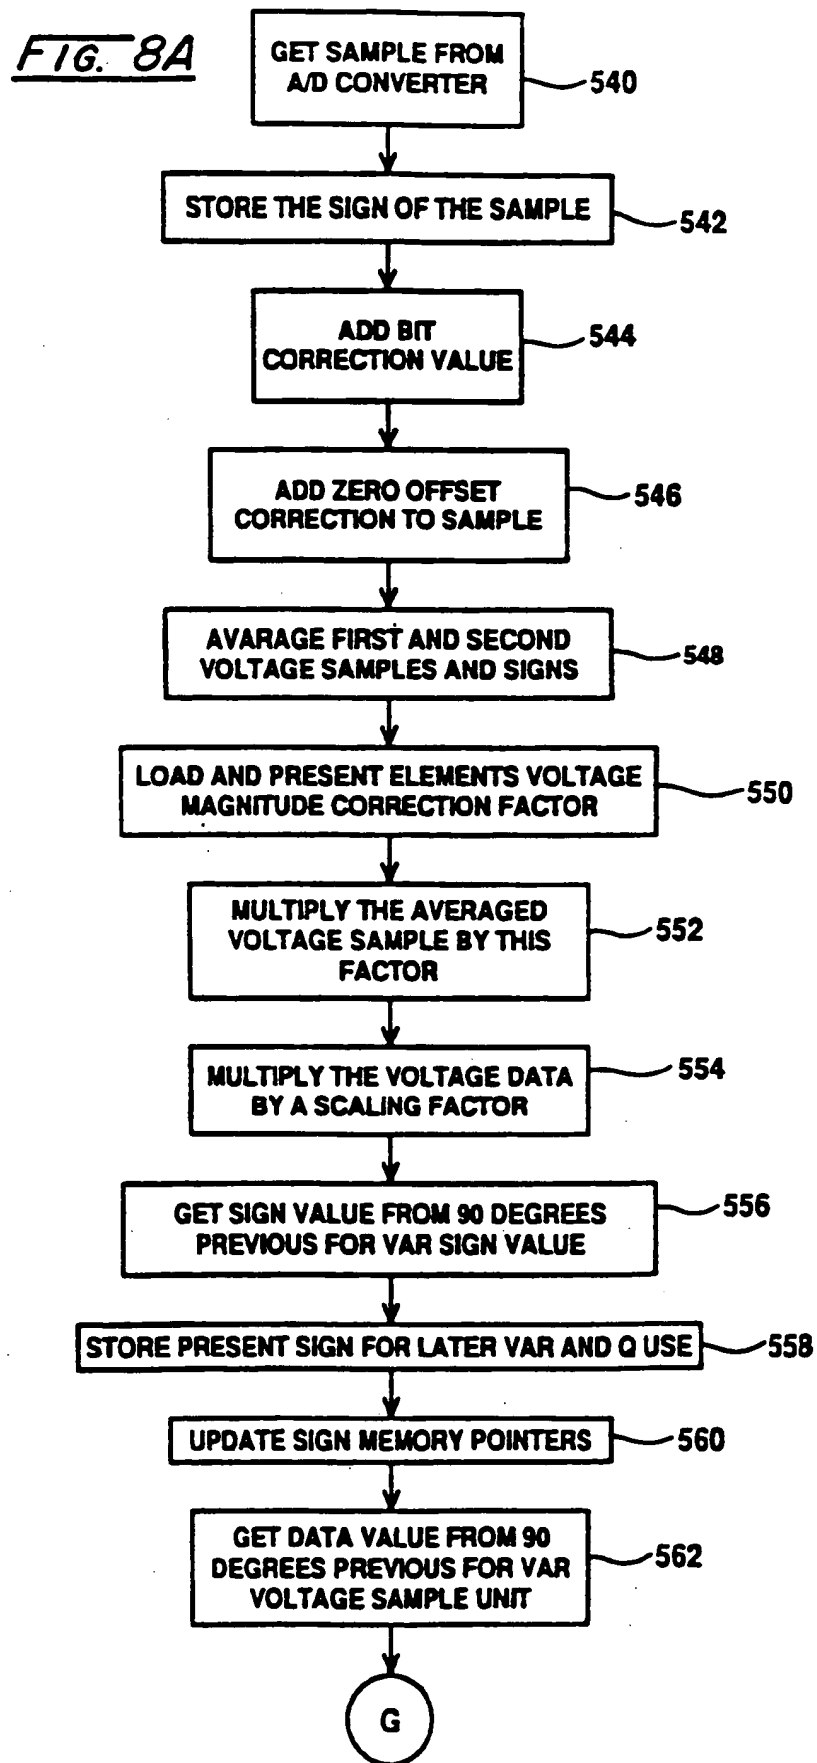 FIG. 8A
GET SAMPLE FROM
A/D CONVERTER
540
STORE THE SIGN OF THE SAMPLE
542
ADD BIT
CORRECTION VALUE
544
ADD ZERO OFFSET
CORRECTION TO SAMPLE
546
AVARAGE FIRST AND SECOND
VOLTAGE SAMPLES AND SIGNS
548
LOAD AND PRESENT ELEMENTS VOLTAGE
MAGNITUDE CORRECTION FACTOR
550
MULTIPLY THE AVERAGED
VOLTAGE SAMPLE BY THIS
FACTOR
552
MULTIPLY THE VOLTAGE DATA
BY A SCALING FACTOR
554
GET SIGN VALUE FROM 90 DEGREES
PREVIOUS FOR VAR SIGN VALUE
556
STORE PRESENT SIGN FOR LATER VAR AND Q USE
558
UPDATE SIGN MEMORY POINTERS
560
GET DATA VALUE FROM 90
DEGREES PREVIOUS FOR VAR
VOLTAGE SAMPLE UNIT
562
G